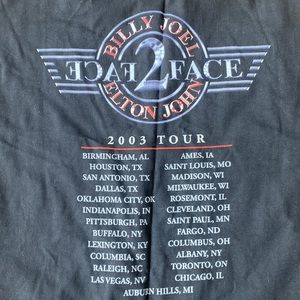 BILLY JOEL
FACE 2 FACE
ELTON JOHN
2003 TOUR
BIRMINGHAM, AL
HOUSTON, TX
SAN ANTONIO, TX
DALLAS, TX
OKLAHOMA CITY, OK
INDIANAPOLIS, IN
PITTSBURGH, PA
BUFFALO, NY
LEXINGTON, KY
COLUMBIA, SC
RALEIGH, NC
LAS VEGAS, NV
AMES, IA
SAINT LOUIS, MO
MADISON, WI
MILWAUKEE, WI
ROSEMONT, IL
CLEVELAND, OH
SAINT PAUL, MN
FARGO, ND
COLUMBUS, OH
ALBANY, NY
TORONTO, ON
CHICAGO, IL
AUBURN HILLS, MI